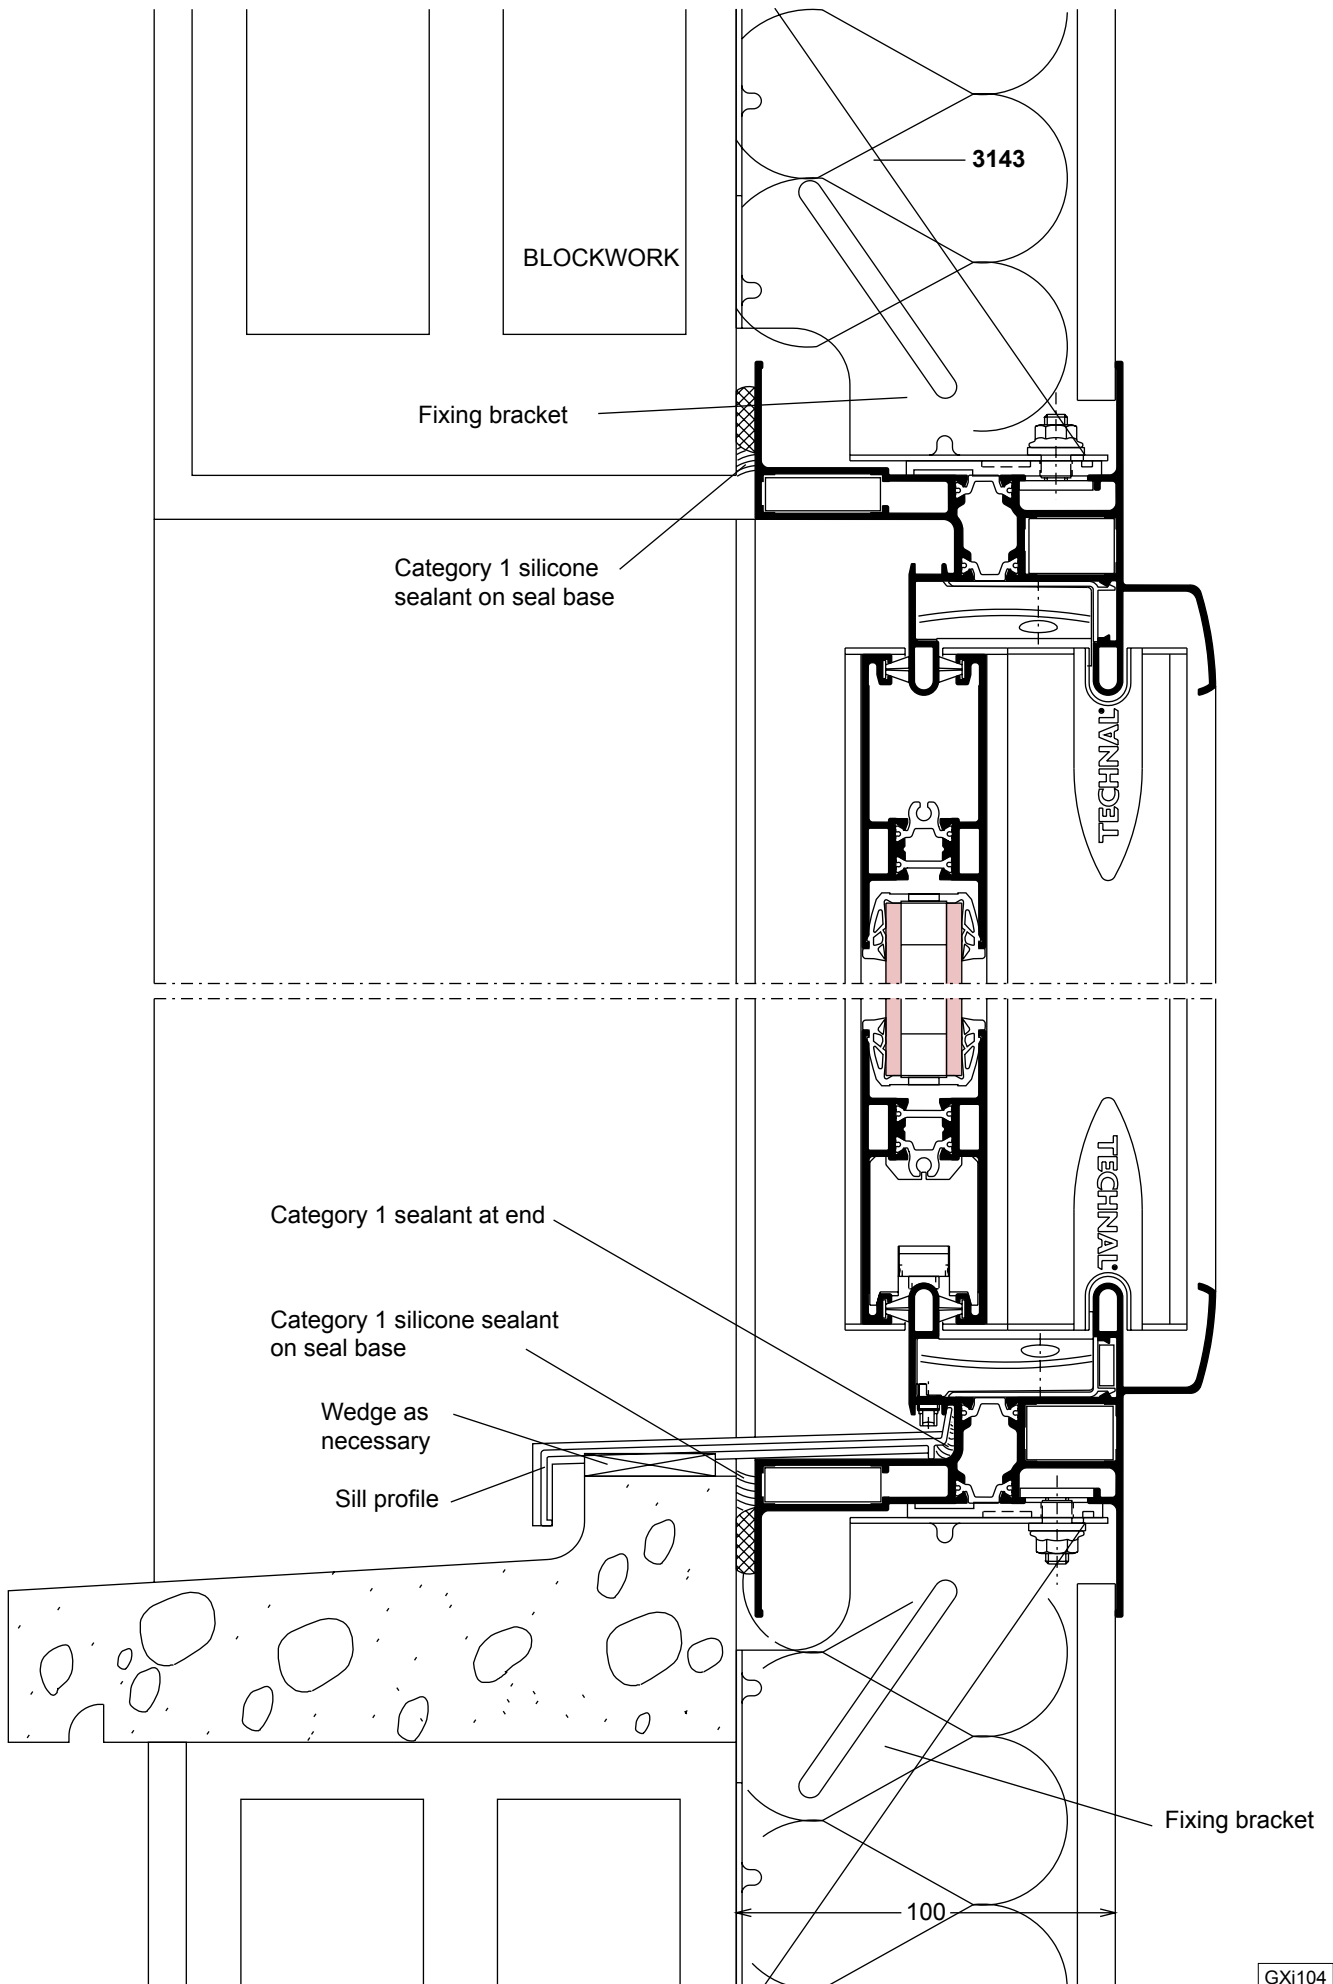 3143
BLOCKWORK
Fixing bracket
Category 1 silicone
sealant on seal base
TECHNAL
TECHNAL
Category 1 sealant at end
Category 1 silicone sealant
on seal base
Wedge as
necessary
Sill profile
Fixing bracket
100
GXj104